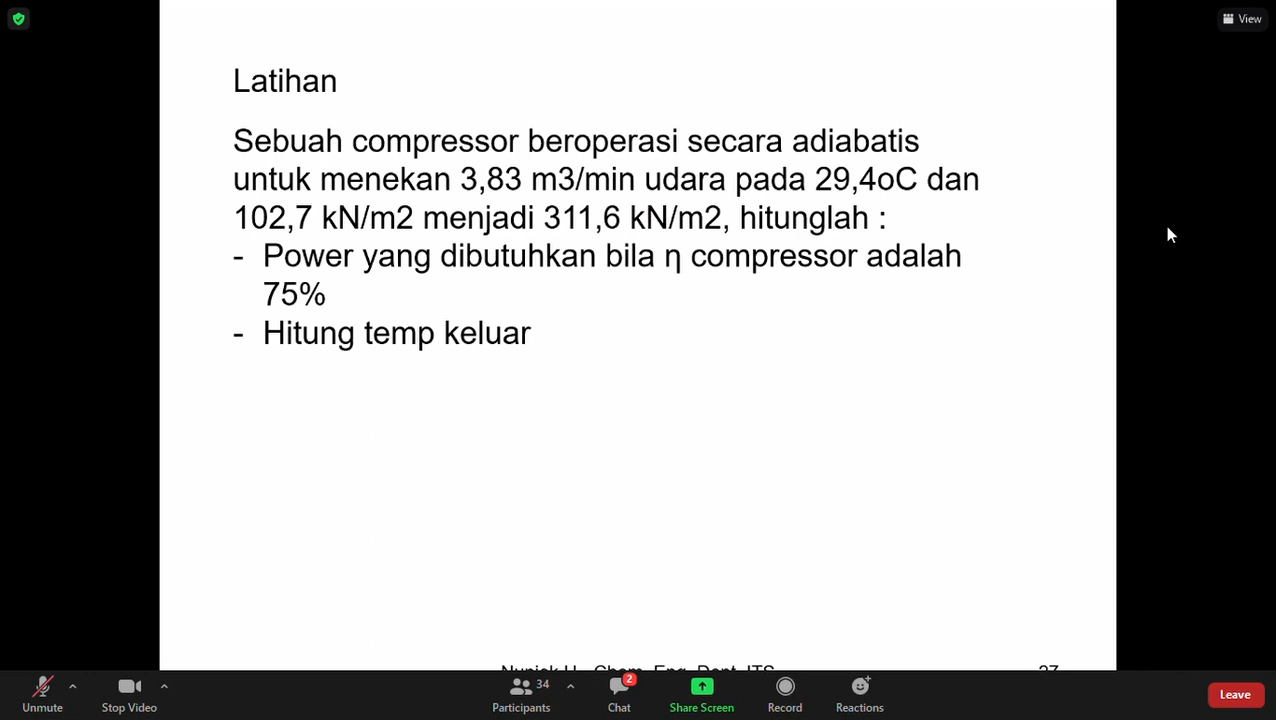 View
Latihan
Sebuah compressor beroperasi secara adiabatis
untuk menekan 3,83 m3/min udara pada 29,4oC dan
102,7 kN/m2 menjadi 311,6 kN/m2, hitunglah :
- Power yang dibutuhkan bila η compressor adalah
75%
- Hitung temp keluar
Unmute
Stop Video
34
Participants
2
Chat
Share Screen
Record
Reactions
Leave